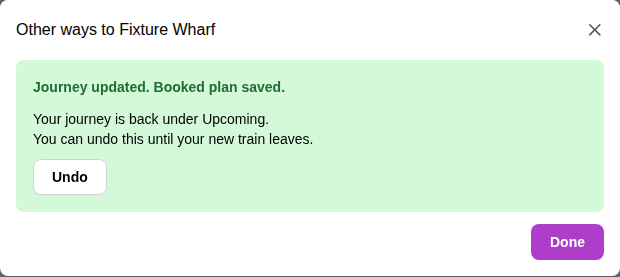 Other ways to Fixture Wharf
Journey updated. Booked plan saved.
Your journey is back under Upcoming.
You can undo this until your new train leaves.
Undo
Done